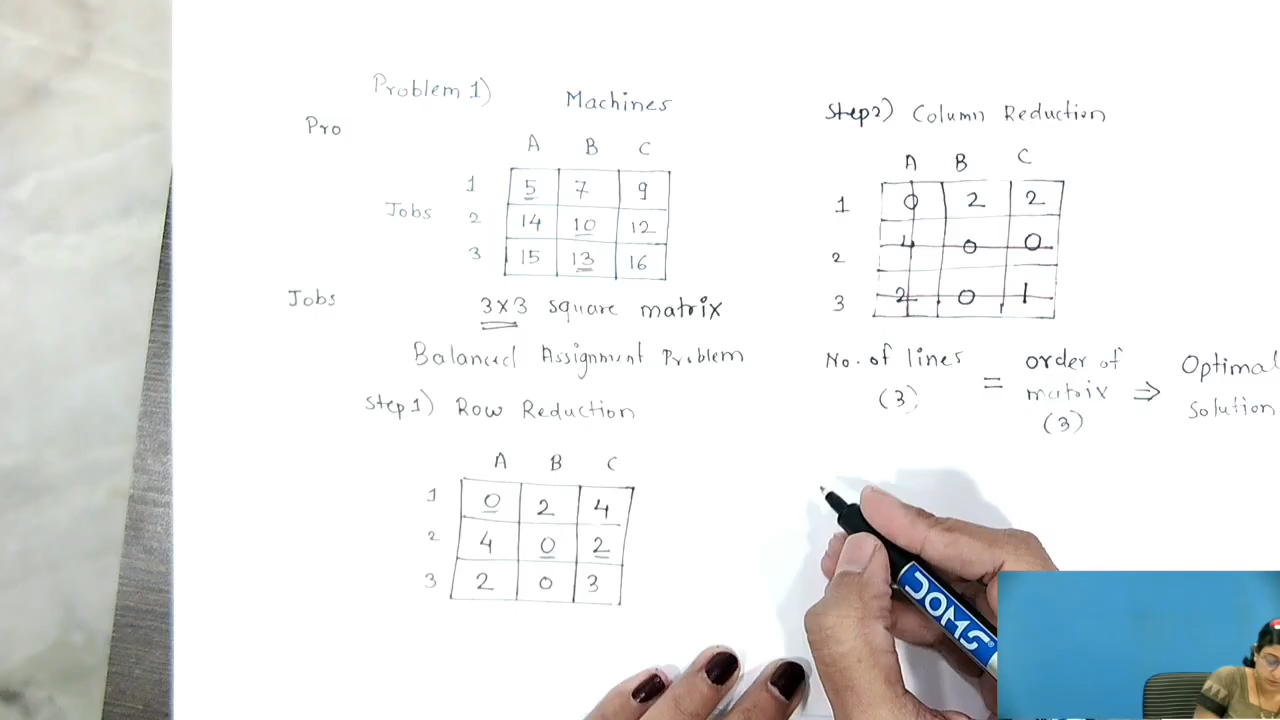 Problem 1)
Machines
Pro
A B C
1 5 7 9
Jobs
2 14 10 12
3 15 13 16
Jobs
3x3 square matrix
Balanced Assignment Problem
Step 1) Row Reduction
A B C
1 0 2 4
2 4 0 2
3 2 0 3
Step 2) Column Reduction
A B C
1 0 2 2
2 4 0 0
3 2 0 1
No. of lines (3) = order of matrix (3) ⇒ Optimal Solution
DOMS